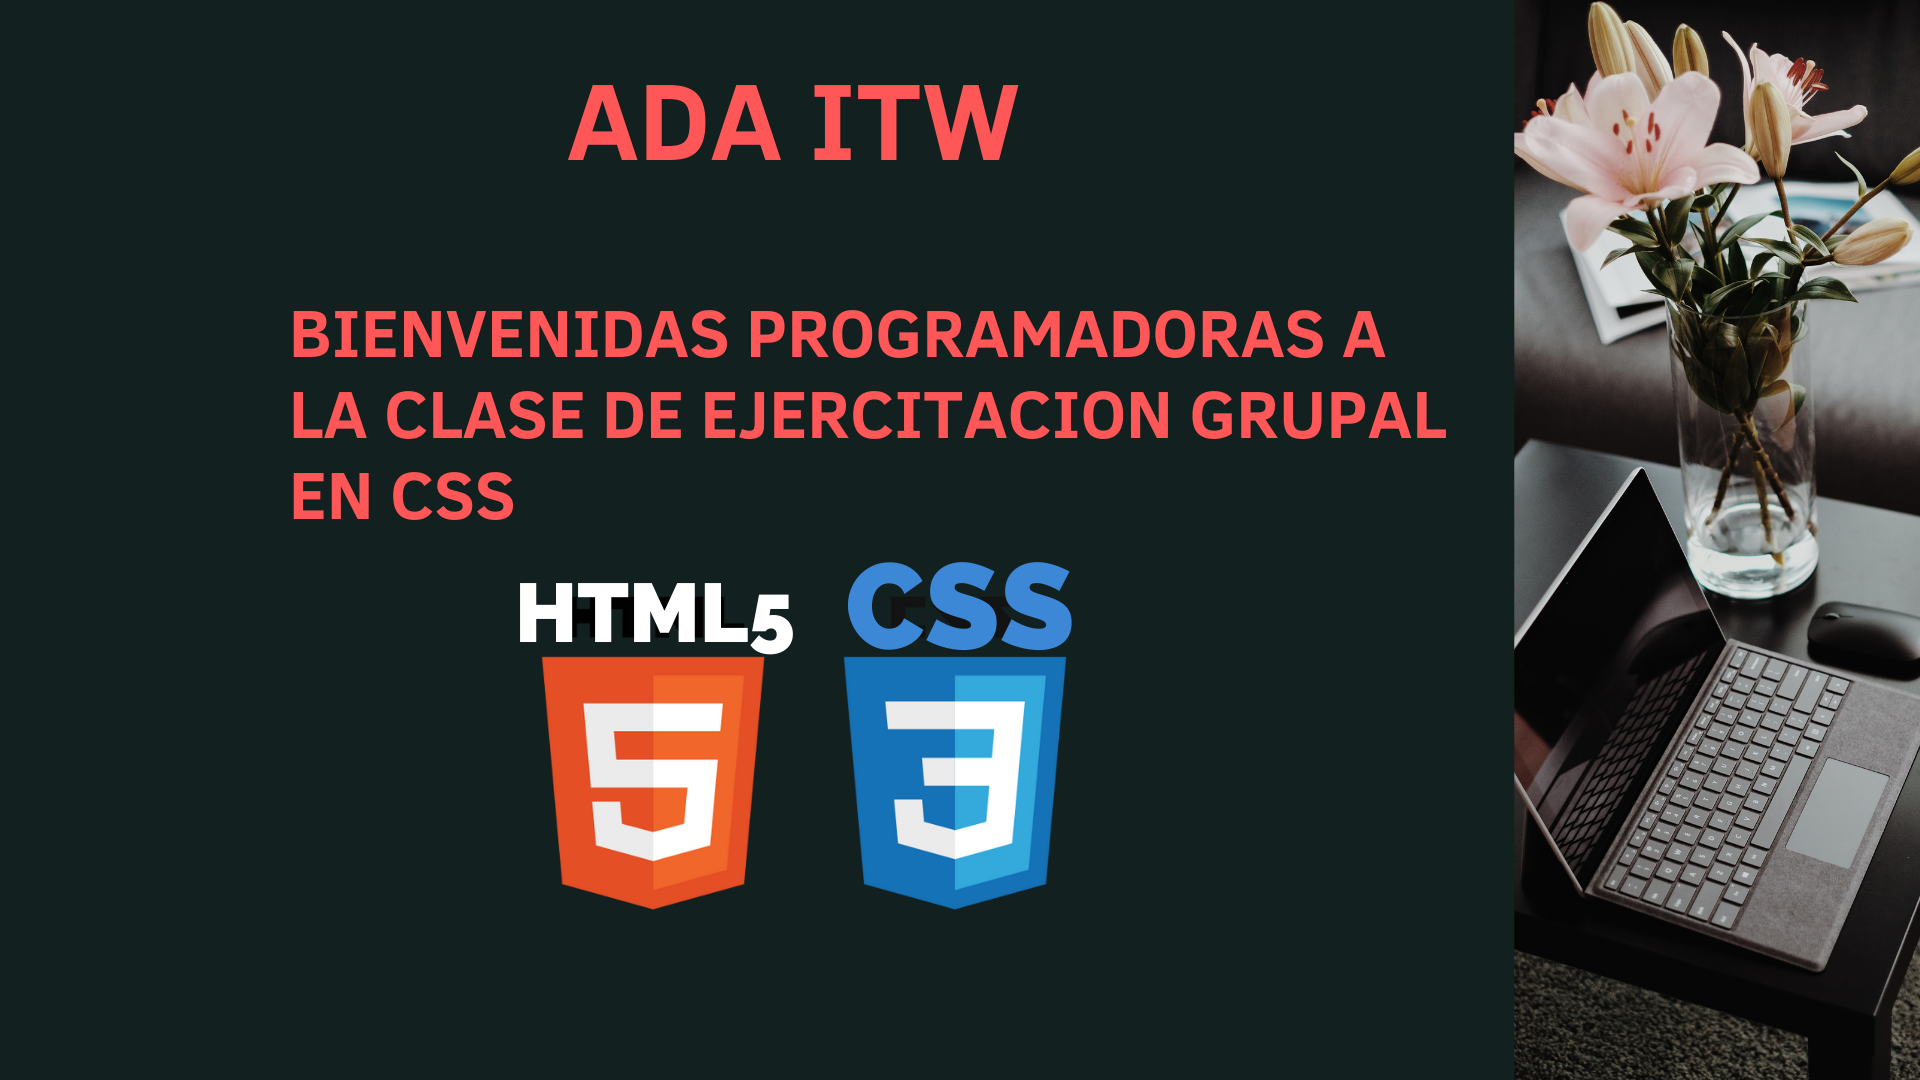 ADA ITW
BIENVENIDAS PROGRAMADORAS A
LA CLASE DE EJERCITACION GRUPAL
EN CSS
HTML5 CSS
5 3